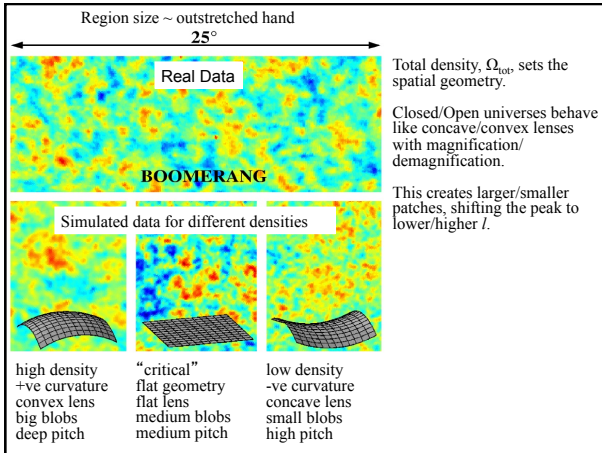 Region size ~ outstretched hand
25°
Real Data
BOOMERANG
Total density, Ωtot, sets the
spatial geometry.
Closed/Open universes behave
like concave/convex lenses
with magnification/
demagnification.
This creates larger/smaller
patches, shifting the peak to
lower/higher l.
Simulated data for different densities
high density
+ve curvature
convex lens
big blobs
deep pitch
“critical”
flat geometry
flat lens
medium blobs
medium pitch
low density
-ve curvature
concave lens
small blobs
high pitch